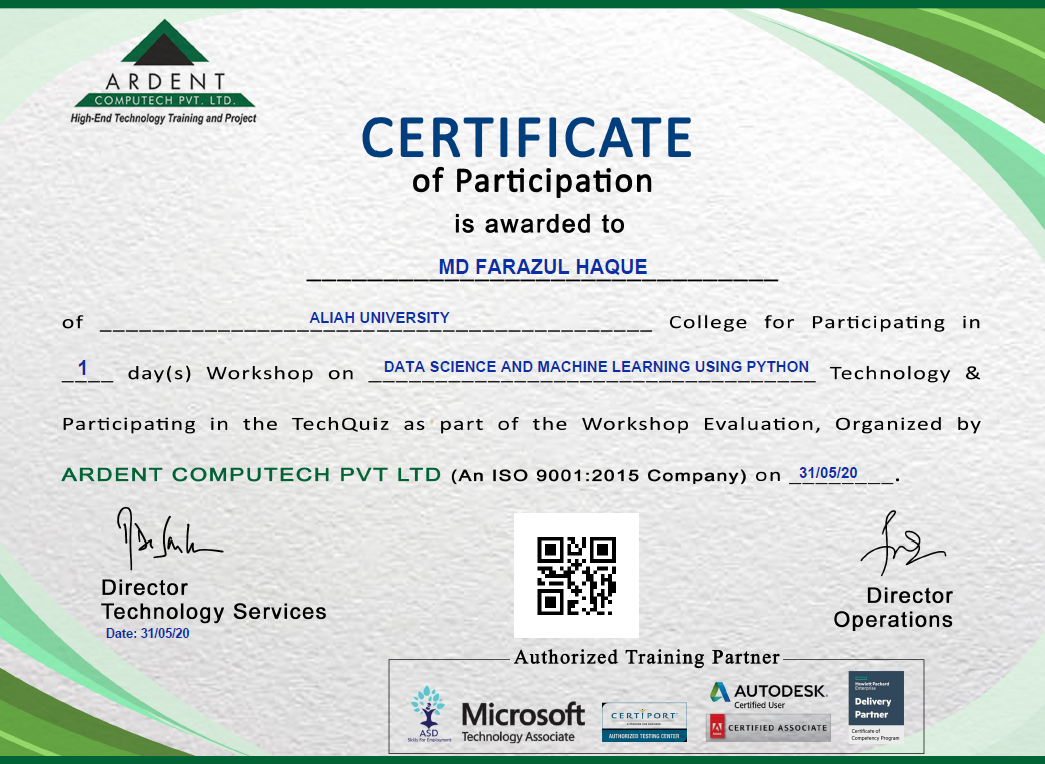 ARDENT
COMPUTECH PVT. LTD.
High-End Technology Training and Project
CERTIFICATE
of Participation
is awarded to
MD FARAZUL HAQUE
of ALIAH UNIVERSITY College for Participating in
1 day(s) Workshop on DATA SCIENCE AND MACHINE LEARNING USING PYTHON Technology &
Participating in the TechQuiz as part of the Workshop Evaluation, Organized by
ARDENT COMPUTECH PVT LTD (An ISO 9001:2015 Company) on 31/05/20.
Director
Technology Services
Date: 31/05/20
Director
Operations
Authorized Training Partner
ASD
Skills For Employment
Microsoft
Technology Associate
CERTIPORT
AUTHORIZED TESTING CENTER
AUTODESK.
Certified User
Adobe
CERTIFIED ASSOCIATE
Hewlett Packard
Enterprise
Delivery
Partner
Certificate of
Competency Program